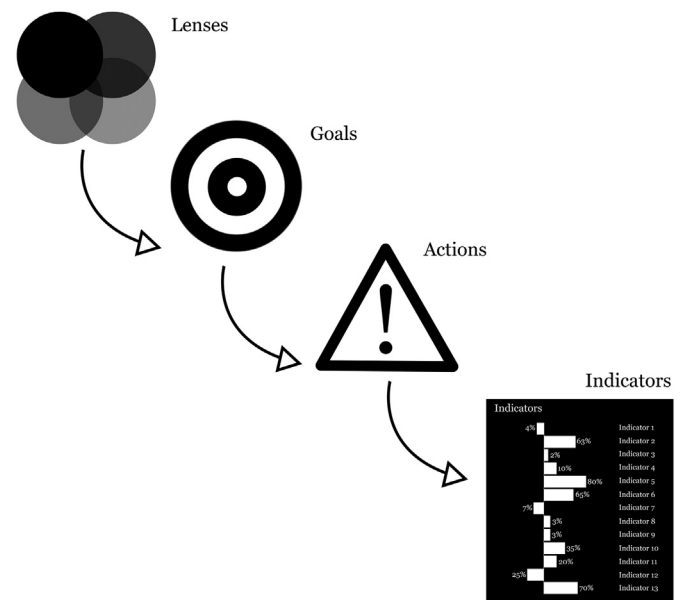 Lenses
Goals
Actions
Indicators
Indicators
4% Indicator 1
63% Indicator 2
2% Indicator 3
10% Indicator 4
80% Indicator 5
65% Indicator 6
7% Indicator 7
3% Indicator 8
3% Indicator 9
35% Indicator 10
20% Indicator 11
25% Indicator 12
70% Indicator 13